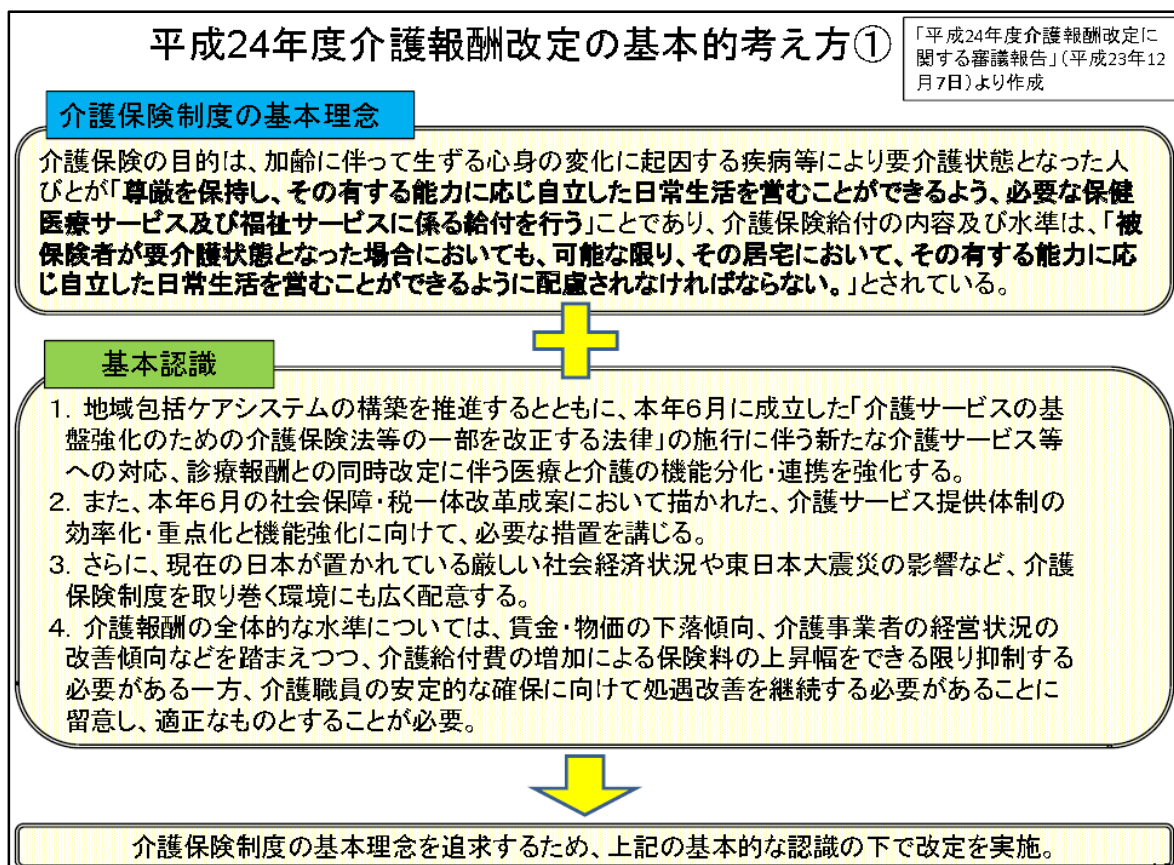 平成24年度介護報酬改定の基本的考え方①
「平成24年度介護報酬改定に
関する審議報告」(平成23年12
月7日)より作成
介護保険制度の基本理念
介護保険の目的は、加齢に伴って生ずる心身の変化に起因する疾病等により要介護状態となった人
びとが「尊厳を保持し、その有する能力に応じ自立した日常生活を営むことができるよう、必要な保健
医療サービス及び福祉サービスに係る給付を行う」ことであり、介護保険給付の内容及び水準は、「被
保険者が要介護状態となった場合においても、可能な限り、その居宅において、その有する能力に応
じ自立した日常生活を営むことができるように配慮されなければならない。」とされている。
基本認識
1. 地域包括ケアシステムの構築を推進するとともに、本年6月に成立した「介護サービスの基
盤強化のための介護保険法等の一部を改正する法律」の施行に伴う新たな介護サービス等
への対応、診療報酬との同時改定に伴う医療と介護の機能分化・連携を強化する。
2. また、本年6月の社会保障・税一体改革成案において描かれた、介護サービス提供体制の
効率化・重点化と機能強化に向けて、必要な措置を講じる。
3. さらに、現在の日本が置かれている厳しい社会経済状況や東日本大震災の影響など、介護
保険制度を取り巻く環境にも広く配意する。
4. 介護報酬の全体的な水準については、賃金・物価の下落傾向、介護事業者の経営状況の
改善傾向などを踏まえつつ、介護給付費の増加による保険料の上昇幅をできる限り抑制する
必要がある一方、介護職員の安定的な確保に向けて処遇改善を継続する必要があることに
留意し、適正なものとすることが必要。
介護保険制度の基本理念を追求するため、上記の基本的な認識の下で改定を実施。